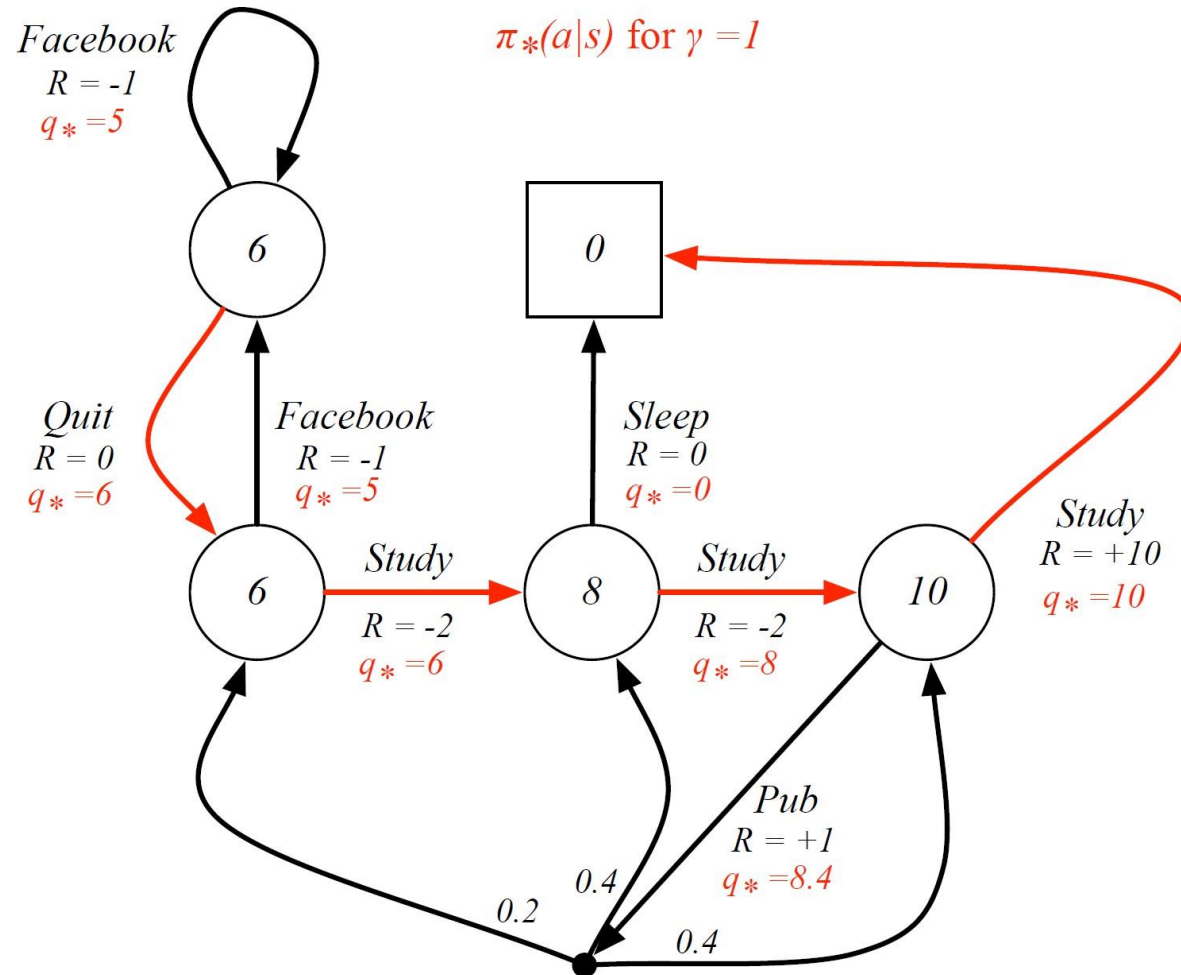 π*(a|s) for γ =1
Facebook
R = -1
q* =5
6
0
Quit
R = 0
q* =6
Facebook
R = -1
q* =5
Sleep
R = 0
q* =0
Study
R = +10
q* =10
6
Study
R = -2
q* =6
8
Study
R = -2
q* =8
10
Pub
R = +1
q* =8.4
0.2
0.4
0.4